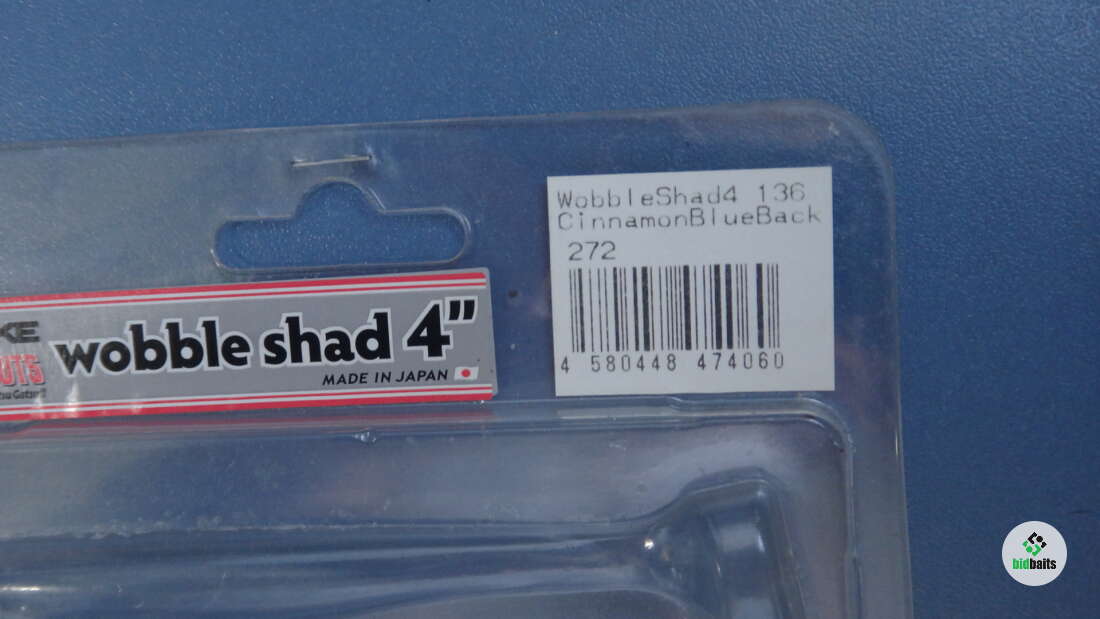 WobbleShad4 136
CinnamonBlueBack
272
4 580448 474060
wobble shad 4"
MADE IN JAPAN
bidbaits